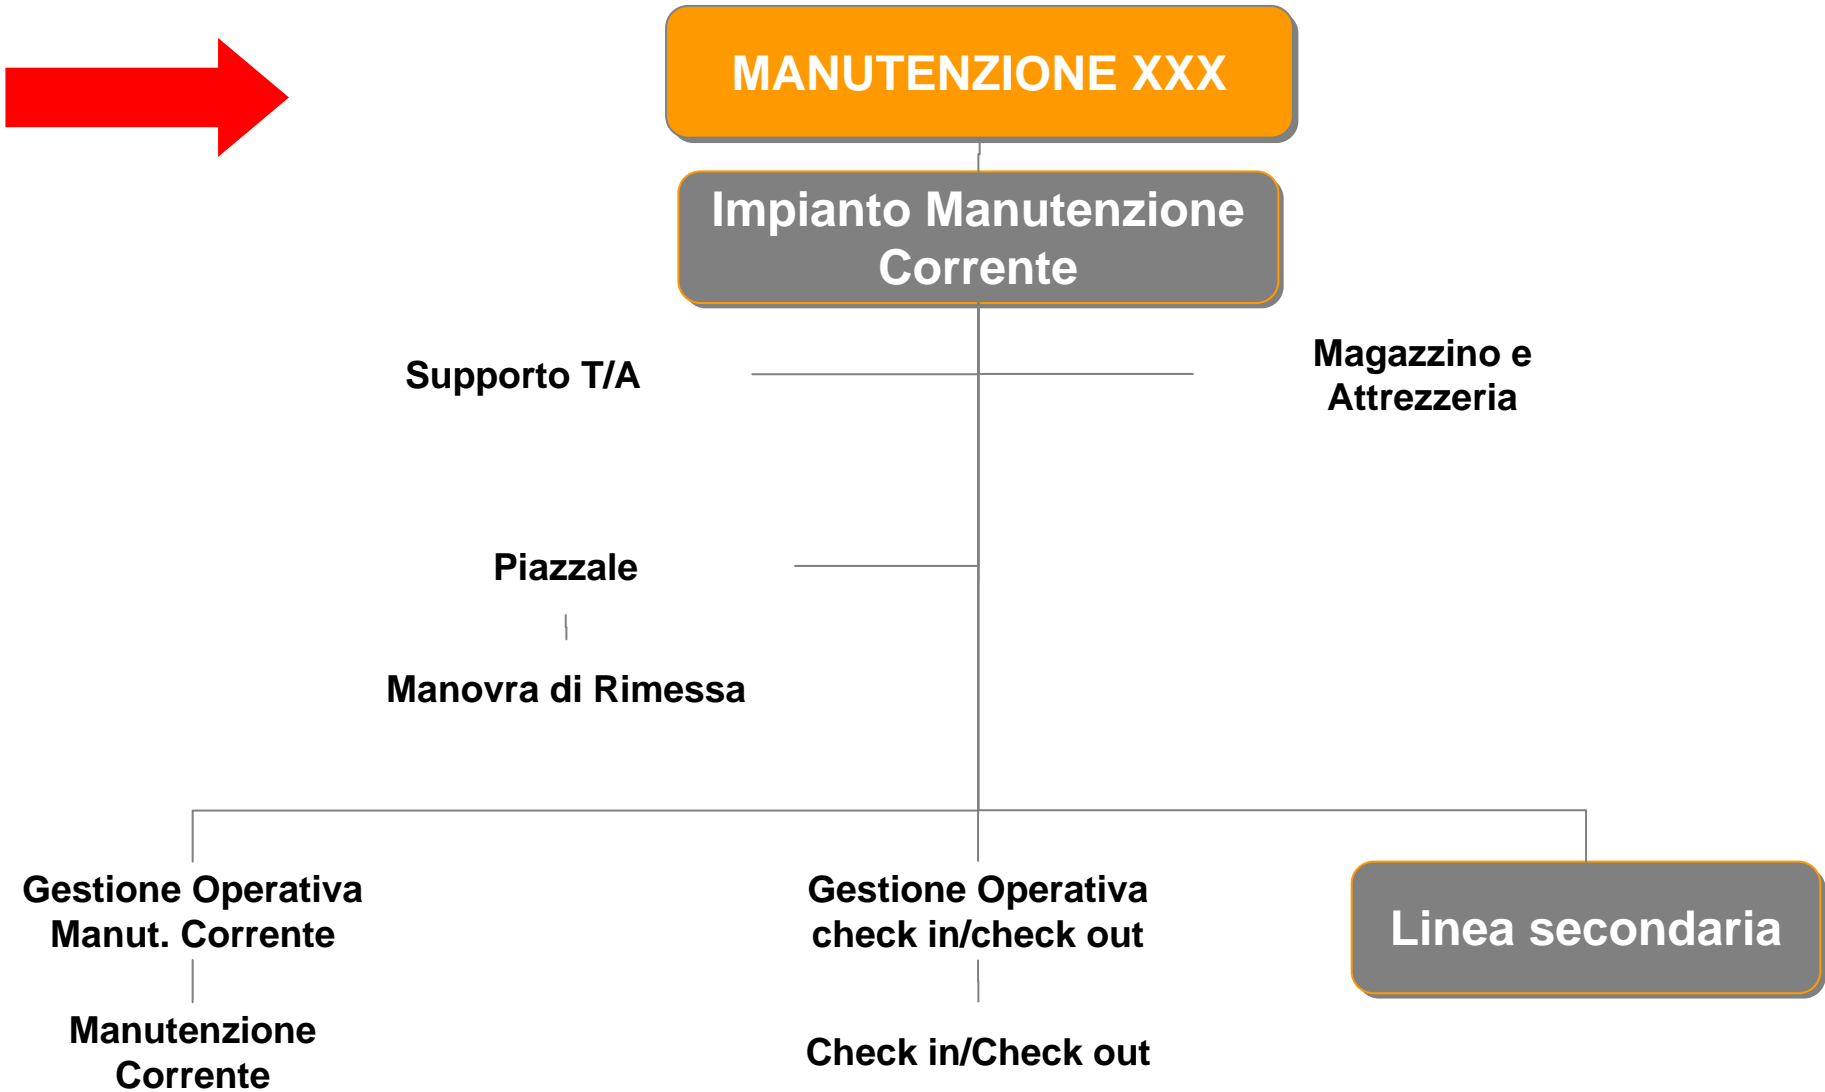 MANUTENZIONE XXX
Impianto Manutenzione
Corrente
Supporto T/A
Magazzino e
Attrezzeria
Piazzale
Manovra di Rimessa
Gestione Operativa
Manut. Corrente
Gestione Operativa
check in/check out
Linea secondaria
Manutenzione
Corrente
Check in/Check out